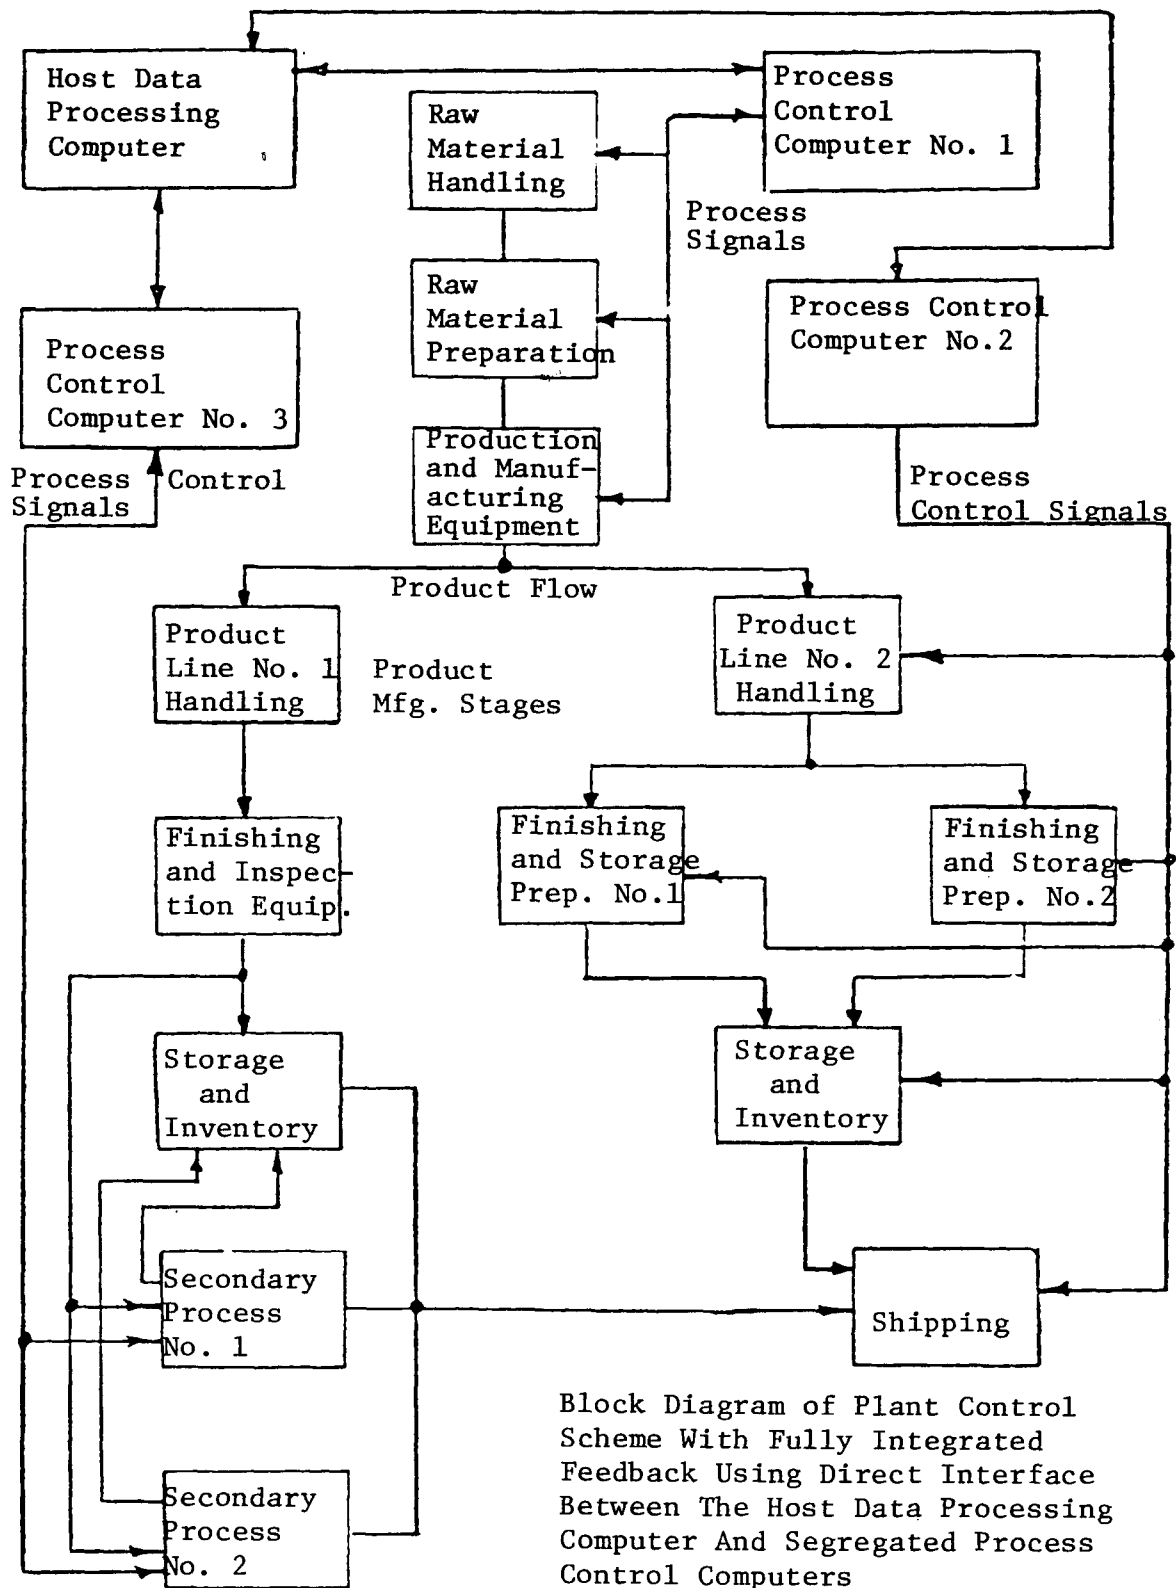 Host Data
Processing
Computer
Process
Control
Computer No. 1
Raw
Material
Handling
Process
Signals
Raw
Material
Preparation
Process Control
Computer No.2
Process
Control
Computer No. 3
Production
and Manuf-
acturing
Equipment
Process
Signals
Control
Process
Control Signals
Product Flow
Product
Line No. 1
Handling
Product
Mfg. Stages
Product
Line No. 2
Handling
Finishing
and Inspec-
tion Equip.
Finishing
and Storage
Prep. No.1
Finishing
and Storage
Prep. No.2
Storage
and
Inventory
Storage
and
Inventory
Secondary
Process
No. 1
Shipping
Secondary
Process
No. 2
Block Diagram of Plant Control
Scheme With Fully Integrated
Feedback Using Direct Interface
Between The Host Data Processing
Computer And Segregated Process
Control Computers